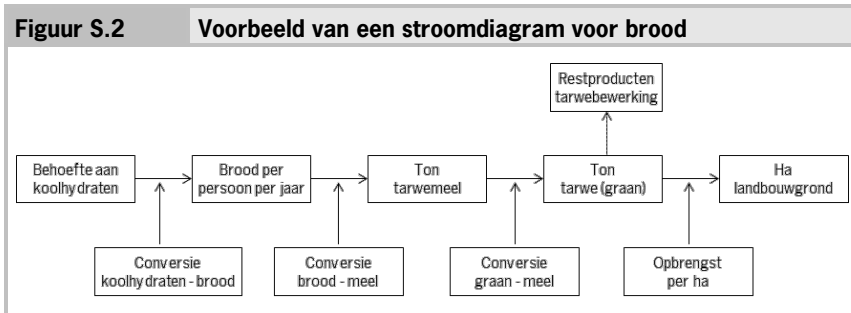 Figuur S.2 Voorbeeld van een stroomdiagram voor brood
Restproducten
tarwebewerking
Behoefte aan
koolhydraten
Brood per
persoon per jaar
Ton
tarwemeel
Ton
tarwe (graan)
Ha
landbouwgrond
Conversie
koolhydraten - brood
Conversie
brood - meel
Conversie
graan - meel
Opbrengst
per ha